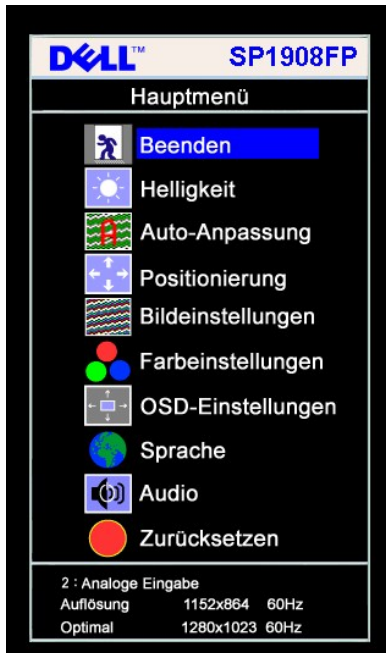 DELL™ SP1908FP
Hauptmenü
Beenden
Helligkeit
Auto-Anpassung
Positionierung
Bildeinstellungen
Farbeinstellungen
OSD-Einstellungen
Sprache
Audio
Zurücksetzen
2 : Analoge Eingabe
Auflösung 1152x864 60Hz
Optimal 1280x1023 60Hz